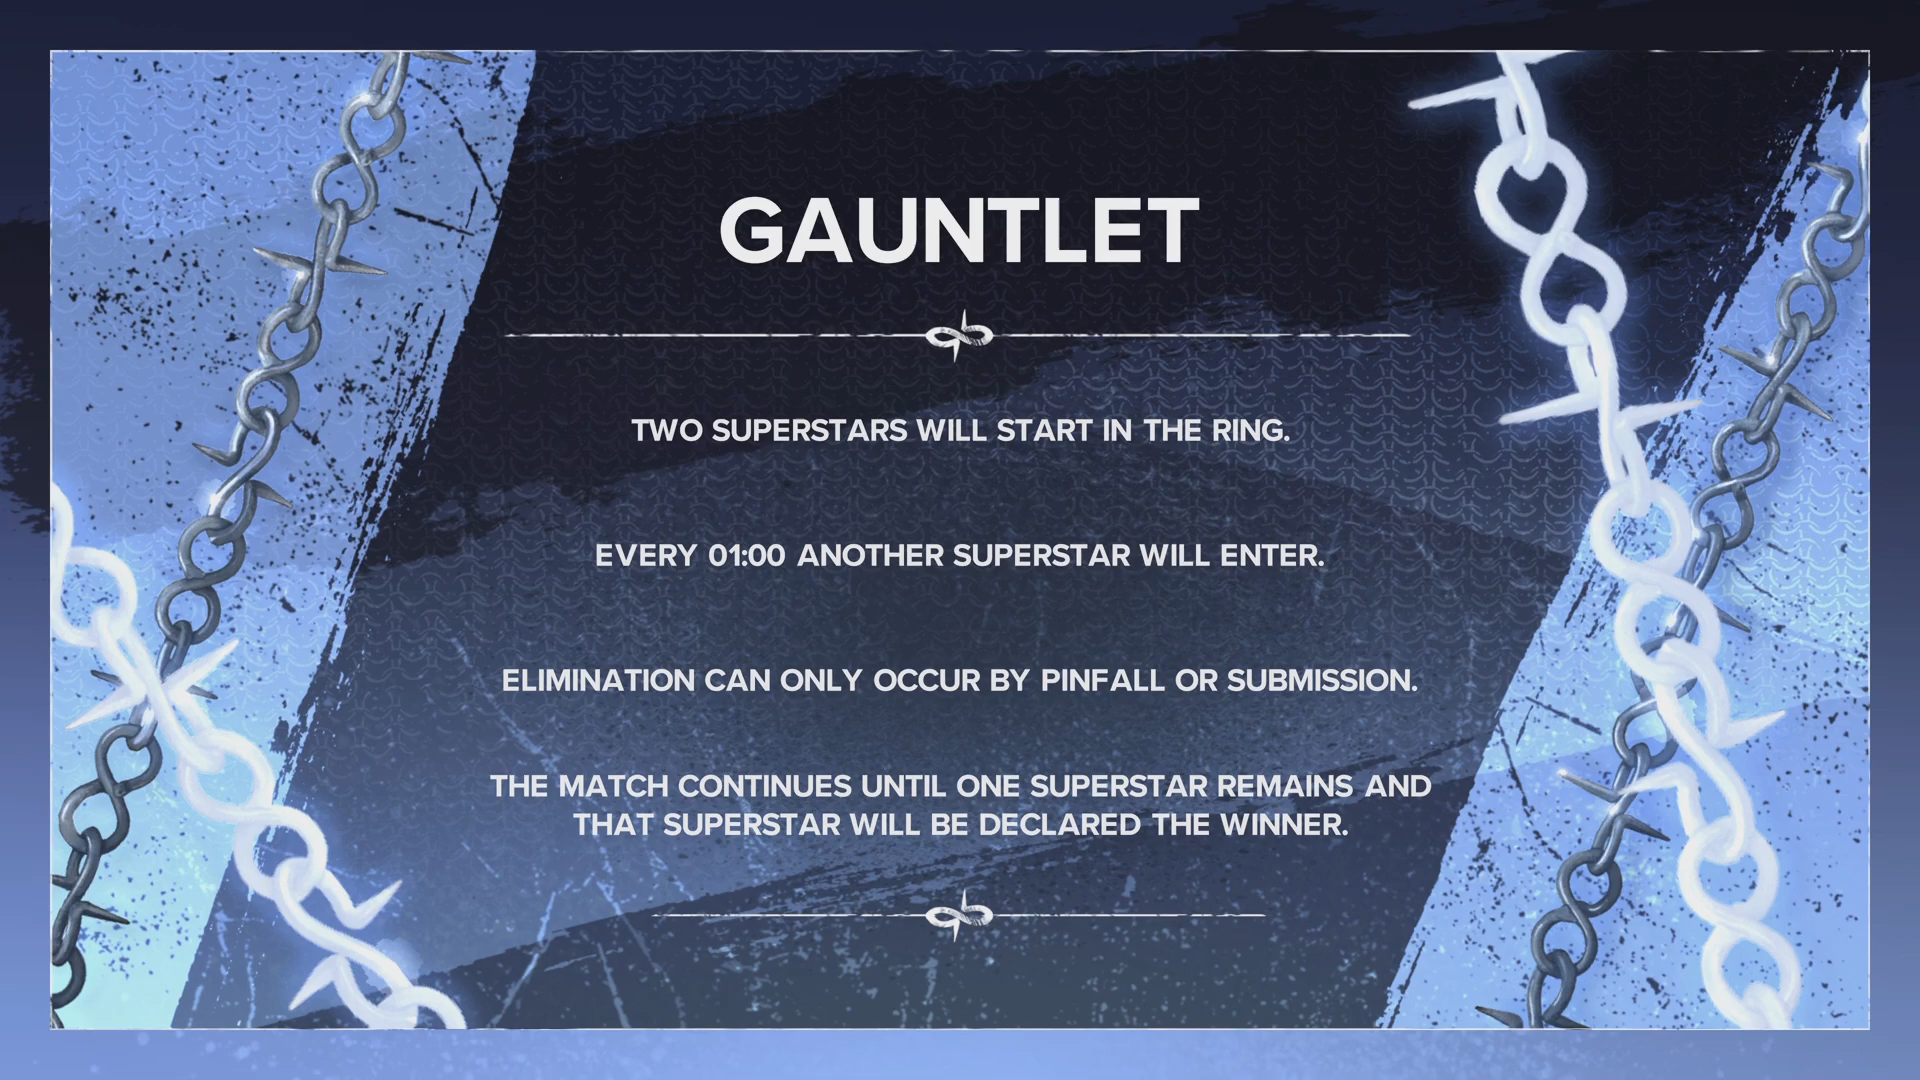 GAUNTLET
TWO SUPERSTARS WILL START IN THE RING.
EVERY 01:00 ANOTHER SUPERSTAR WILL ENTER.
ELIMINATION CAN ONLY OCCUR BY PINFALL OR SUBMISSION.
THE MATCH CONTINUES UNTIL ONE SUPERSTAR REMAINS AND
THAT SUPERSTAR WILL BE DECLARED THE WINNER.